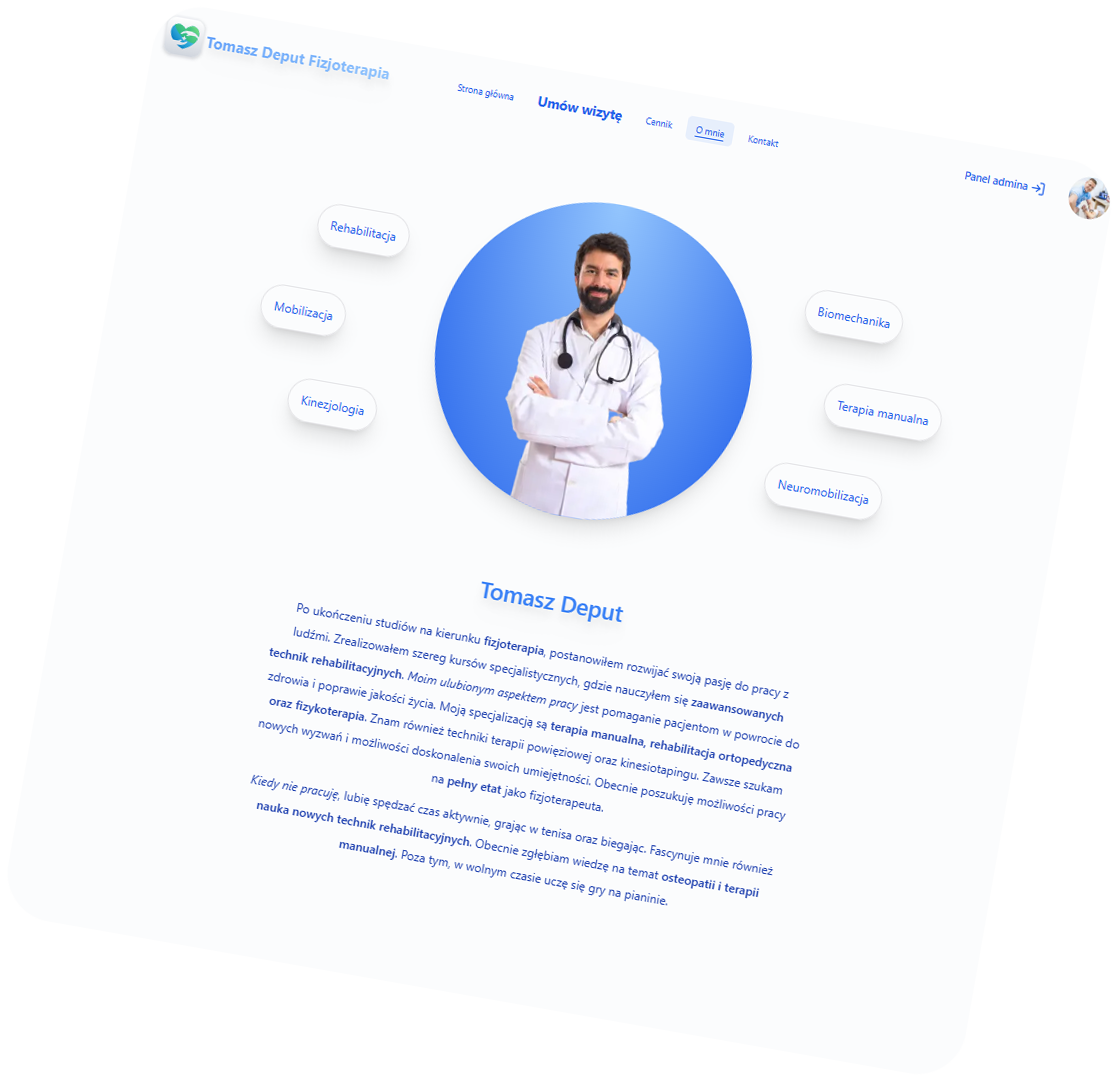 Tomasz Deput Fizjoterapia
Strona główna
Umów wizytę
Cennik
O mnie
Kontakt
Panel admina
Rehabilitacja
Mobilizacja
Kinezjologia
Biomechanika
Terapia manualna
Neuromobilizacja
Tomasz Deput
Po ukończeniu studiów na kierunku fizjoterapia, postanowiłem rozwijać swoją pasję do pracy z
ludźmi. Zrealizowałem szereg kursów specjalistycznych, gdzie nauczyłem się zaawansowanych
technik rehabilitacyjnych. Moim ulubionym aspektem pracy jest pomaganie pacjentom w powrocie do
zdrowia i poprawie jakości życia. Moją specjalizacją są terapia manualna, rehabilitacja ortopedyczna
oraz fizykoterapia. Znam również techniki terapii powięziowej oraz kinesiotapingu. Zawsze szukam
nowych wyzwań i możliwości doskonalenia swoich umiejętności. Obecnie poszukuję możliwości pracy
na pełny etat jako fizjoterapeuta.
Kiedy nie pracuję, lubię spędzać czas aktywnie, grając w tenisa oraz biegając. Fascynuje mnie również
nauka nowych technik rehabilitacyjnych. Obecnie zgłębiam wiedzę na temat osteopatii i terapii
manualnej. Poza tym, w wolnym czasie uczę się gry na pianinie.